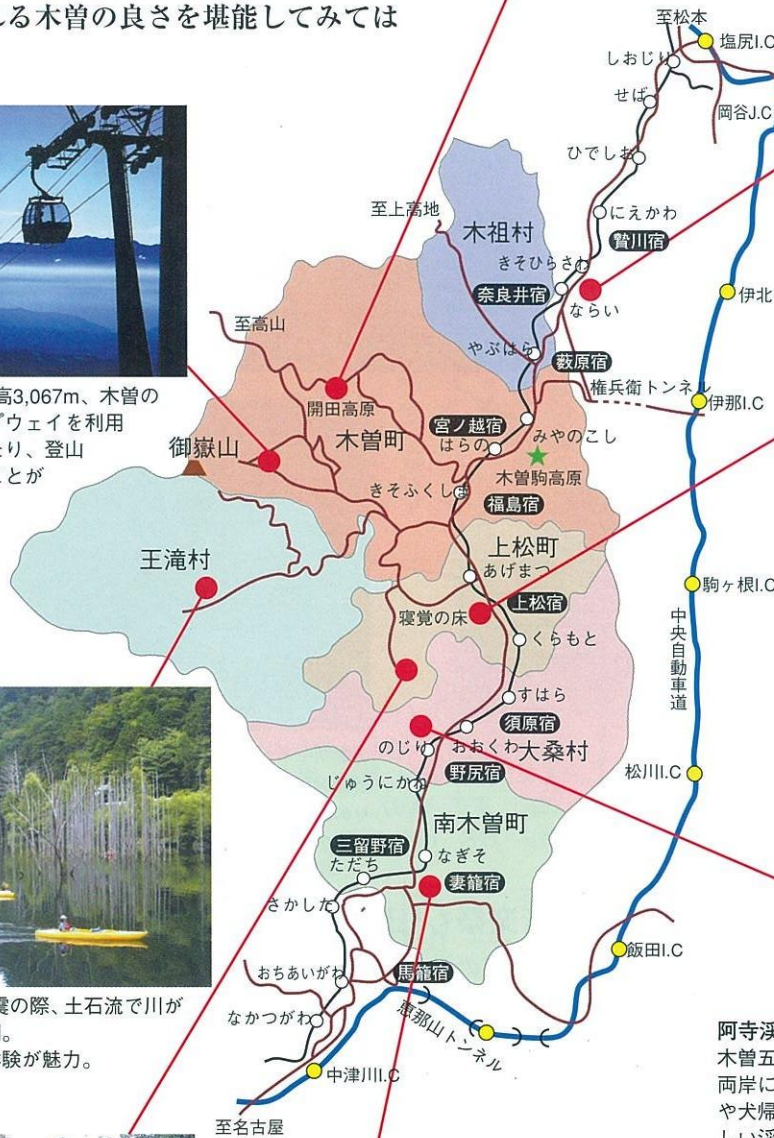 れる木曽の良さを堪能してみては
至松本
塩尻I.C
しおじり
せば
岡谷J.C
ひでしお
至上高地
にえかわ
木祖村
贄川宿
きそひらさわ
奈良井宿
ならい
伊北
至高山
やぶはら
藪原宿
権兵衛トンネル
高3,067m、木曽の
プウェイを利用
たり、登山
ことが
開田高原
伊那I.C
宮ノ越宿
みやのこし
木曽町
はらの
御嶽山
木曽駒高原
きそふくしま
福島宿
上松町
王滝村
あげまつ
駒ヶ根I.C
上松宿
寝覚の床
中央自動車道
くらもと
すはら
須原宿
のじり
おおくわ
大桑村
野尻宿
松川I.C
じゅうにかね
南木曽町
三留野宿
なぎそ
ただち
妻籠宿
さかした
飯田I.C
馬籠宿
おちあいがわ
恵那山トンネル
震の際、土石流で川が
験が魅力。
なかつがわ
中津川I.C
至名古屋
阿寺渓
木曽五
両岸に
や犬帰
しい渓